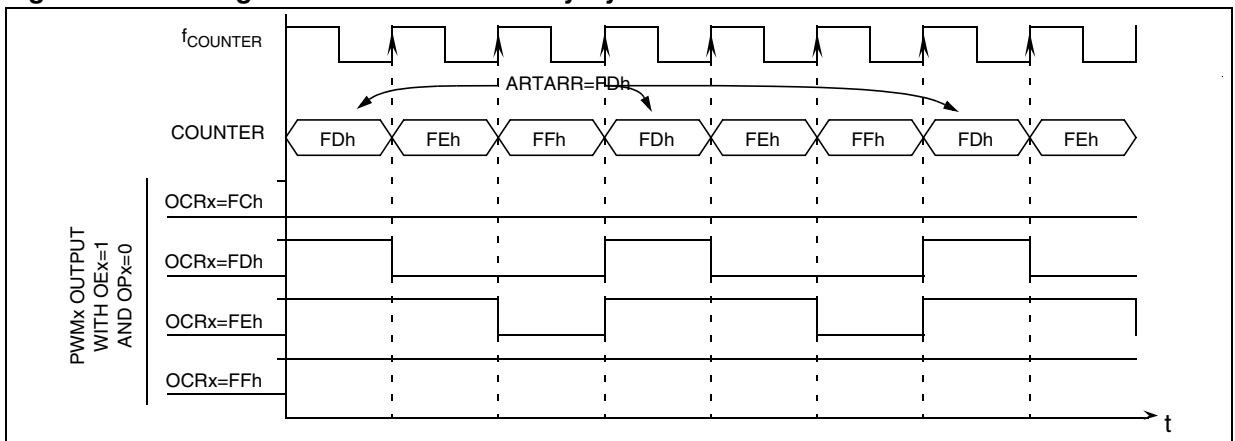 fCOUNTER
ARTARR=FDh
COUNTER
FDh FEh FFh FDh FEh FFh FDh FEh
PWMx OUTPUT
WITH OEx=1
AND OPx=0
OCRx=FCh
OCRx=FDh
OCRx=FEh
OCRx=FFh
t